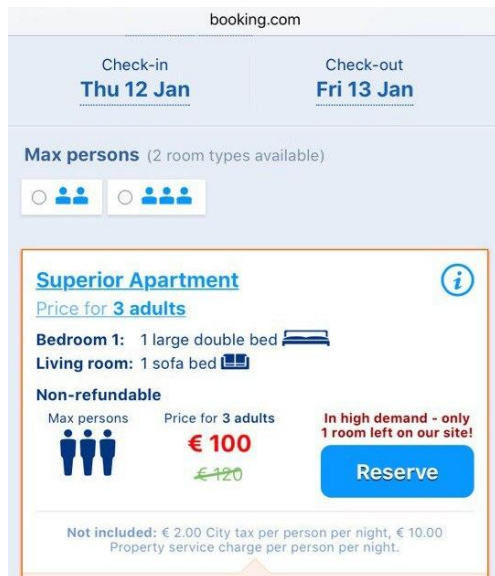 booking.com
Check-in
Thu 12 Jan
Check-out
Fri 13 Jan
Max persons (2 room types available)
Superior Apartment
Price for 3 adults
Bedroom 1: 1 large double bed
Living room: 1 sofa bed
Non-refundable
Max persons
Price for 3 adults
€ 100
€ 120
In high demand - only
1 room left on our site!
Reserve
Not included: € 2.00 City tax per person per night, € 10.00
Property service charge per person per night.